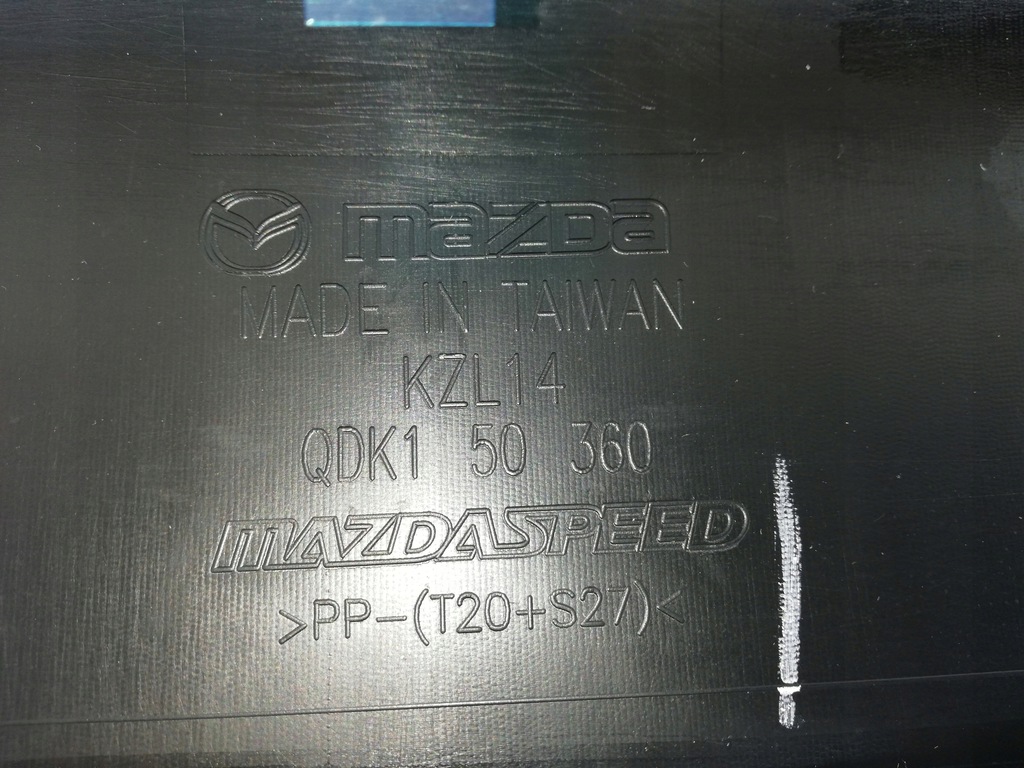 mazda
MADE IN TAIWAN
KZL14
QDK1 50 360
MAZDASPEED
>PP-(T20+S27)<